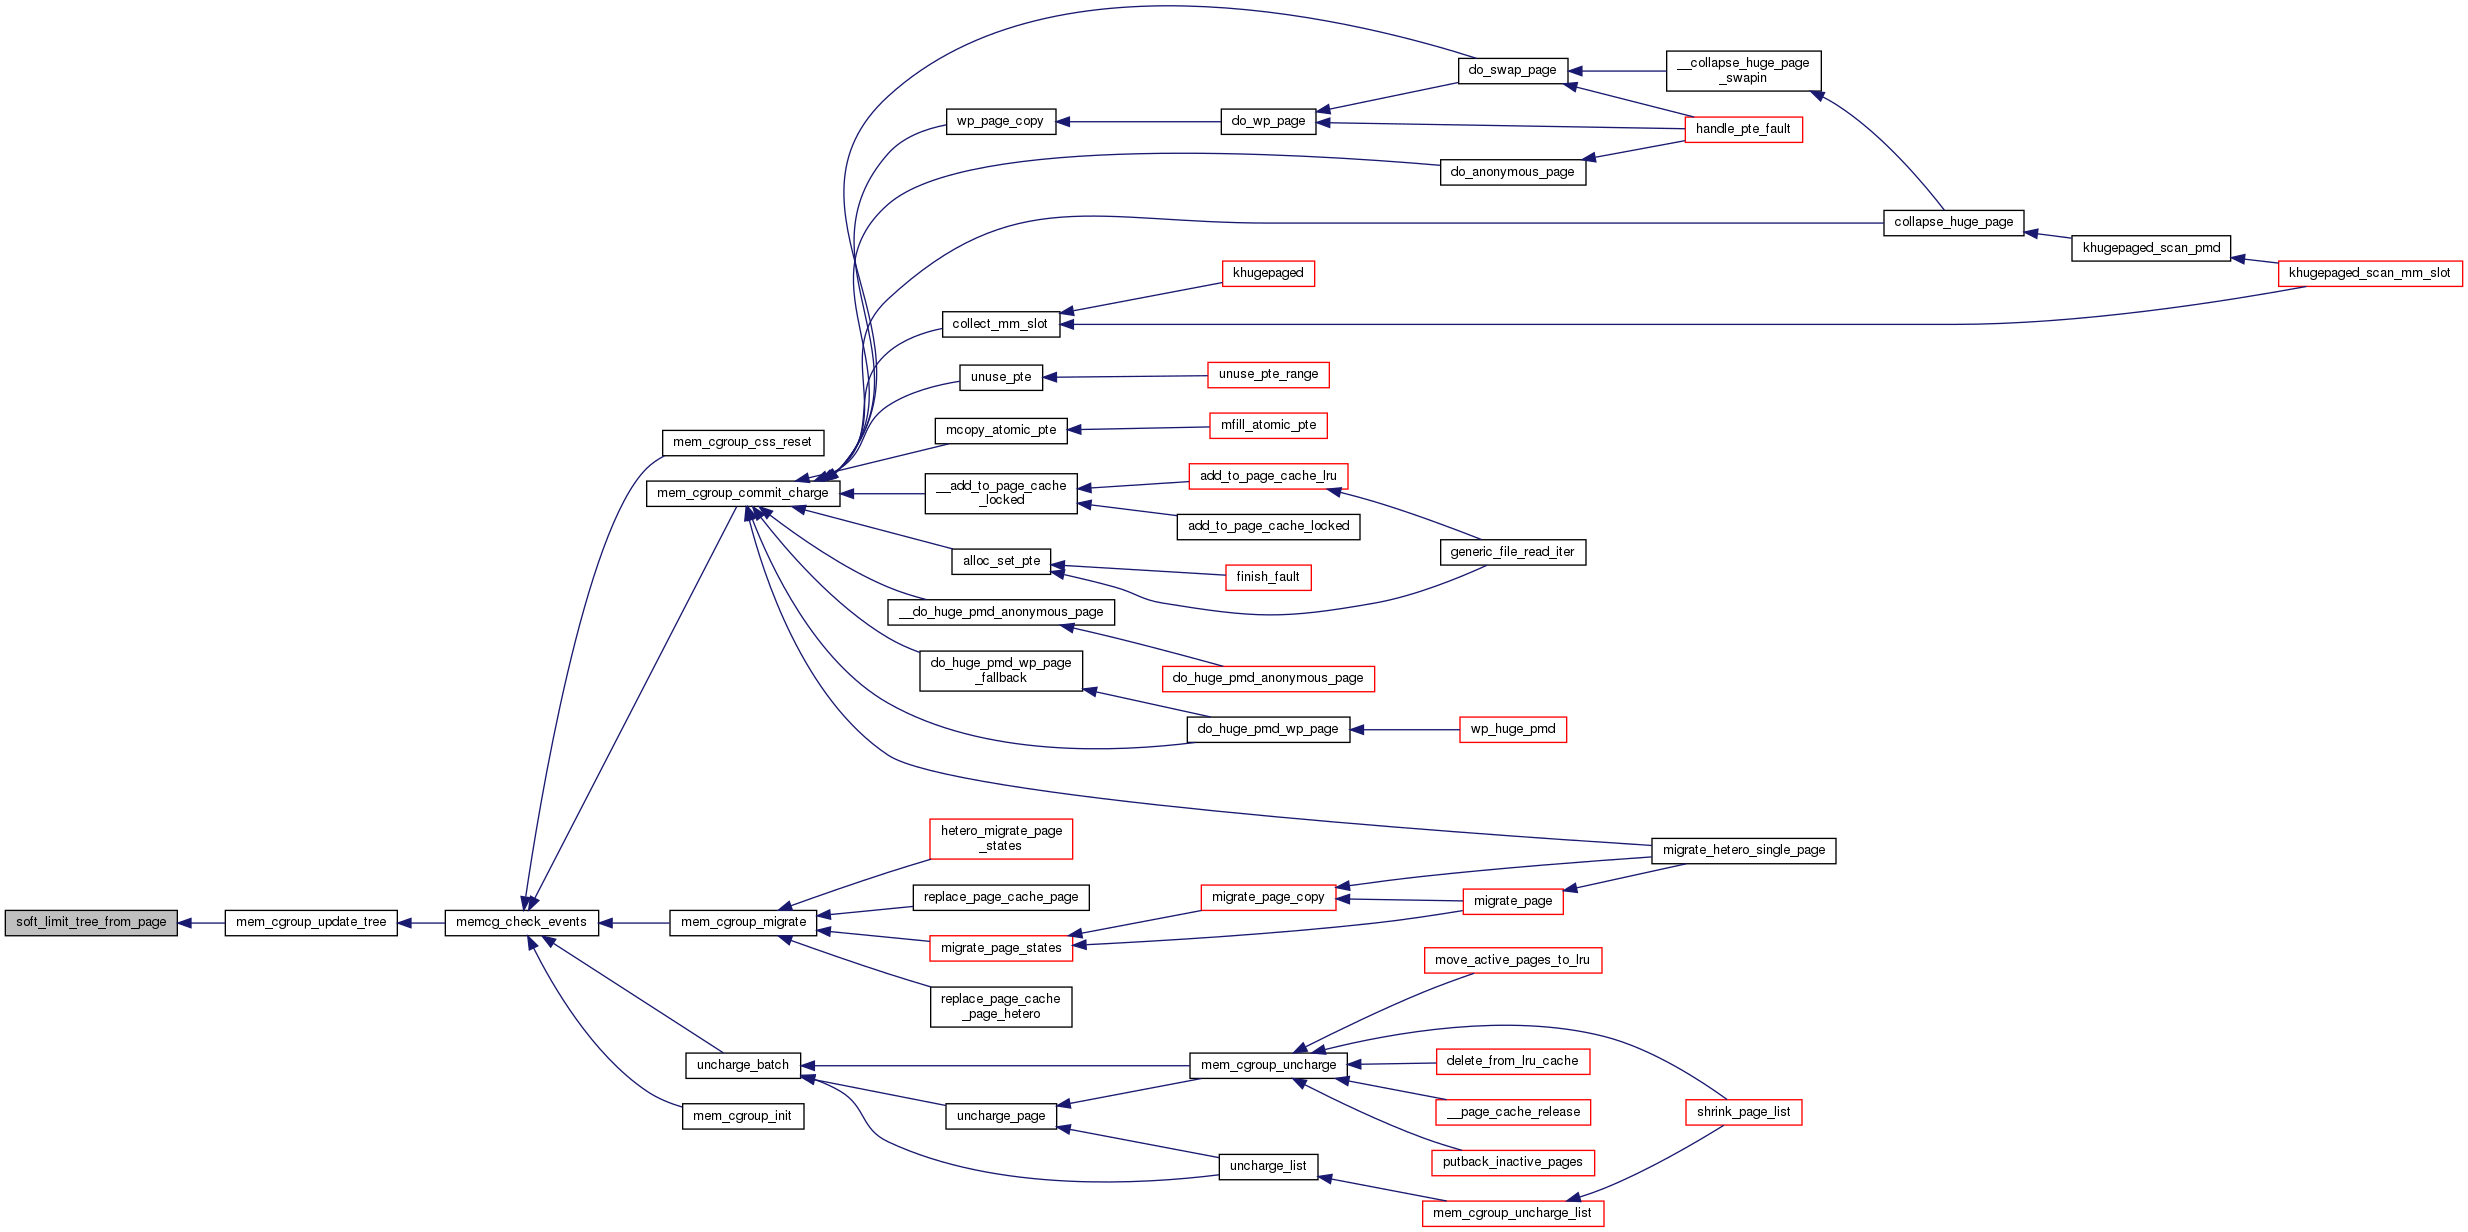 do_swap_page
__collapse_huge_page
_swapin
wp_page_copy
do_wp_page
handle_pte_fault
do_anonymous_page
collapse_huge_page
khugepaged_scan_pmd
khugepaged
khugepaged_scan_mm_slot
collect_mm_slot
unuse_pte
unuse_pte_range
mcopy_atomic_pte
mfill_atomic_pte
mem_cgroup_css_reset
mem_cgroup_commit_charge
__add_to_page_cache
_locked
add_to_page_cache_lru
add_to_page_cache_locked
generic_file_read_iter
alloc_set_pte
finish_fault
__do_huge_pmd_anonymous_page
do_huge_pmd_wp_page
_fallback
do_huge_pmd_anonymous_page
do_huge_pmd_wp_page
wp_huge_pmd
hetero_migrate_page
_states
migrate_hetero_single_page
replace_page_cache_page
migrate_page_copy
migrate_page
soft_limit_tree_from_page
mem_cgroup_update_tree
memcg_check_events
mem_cgroup_migrate
migrate_page_states
move_active_pages_to_lru
replace_page_cache
_page_hetero
uncharge_batch
mem_cgroup_uncharge
delete_from_lru_cache
mem_cgroup_init
uncharge_page
__page_cache_release
shrink_page_list
uncharge_list
putback_inactive_pages
mem_cgroup_uncharge_list